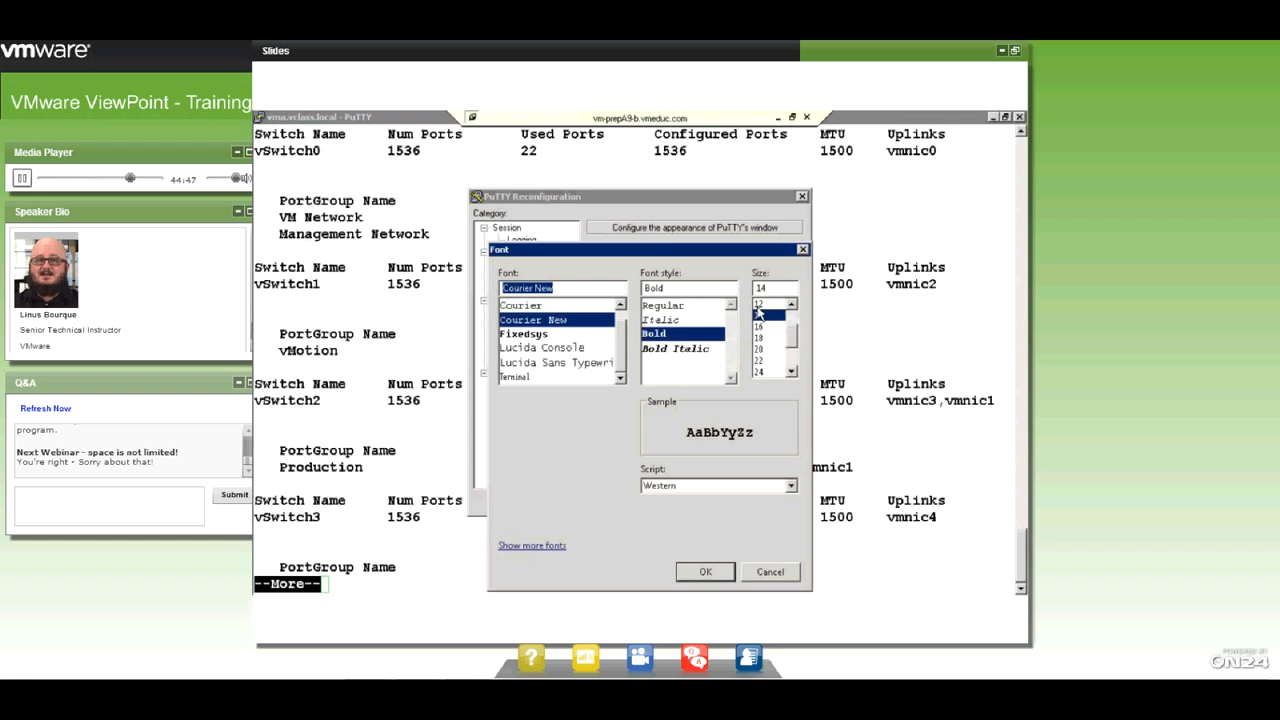 vmware®
Slides
VMware ViewPoint - Training
Media Player
44:47
Speaker Bio
Linus Bourque
Senior Technical Instructor
VMware
Q&A
Refresh Now
program.
Next Webinar - space is not limited!
You're right - Sorry about that!
Submit
vma.vclass.local - PuTTY
vm-prepA9-b.vmeduc.com
Switch Name Num Ports Used Ports Configured Ports MTU Uplinks
vSwitch0 1536 22 1536 1500 vmnic0
PortGroup Name
VM Network
Management Network
Switch Name Num Ports MTU Uplinks
vSwitch1 1536 1500 vmnic2
PortGroup Name
vMotion
Switch Name Num Ports MTU Uplinks
vSwitch2 1536 1500 vmnic3,vmnic1
PortGroup Name
Production mnic1
Switch Name Num Ports MTU Uplinks
vSwitch3 1536 1500 vmnic4
PortGroup Name
--More--
PuTTY Reconfiguration
Category:
Session
Logging
Configure the appearance of PuTTY's window
Font
Font:
Courier New
Courier
Courier New
Fixedsys
Lucida Console
Lucida Sans Typewri
Terminal
Font style:
Bold
Regular
Italic
Bold
Bold Italic
Size:
14
12
16
18
20
22
24
Sample
AaBbYyZz
Script:
Western
Show more fonts
OK
Cancel
?
Q
A
POWERED BY
ON24